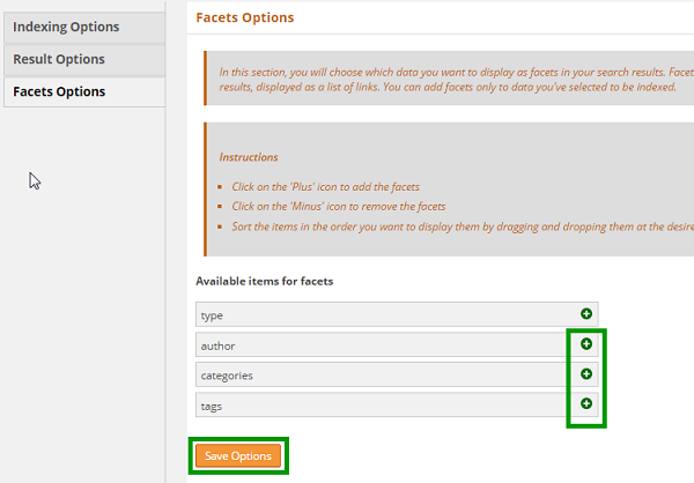 Indexing Options
Result Options
Facets Options
Facets Options
In this section, you will choose which data you want to display as facets in your search results. Facet
results, displayed as a list of links. You can add facets only to data you've selected to be indexed.
Instructions
Click on the 'Plus' icon to add the facets
Click on the 'Minus' icon to remove the facets
Sort the items in the order you want to display them by dragging and dropping them at the desire
Available items for facets
type
author
categories
tags
Save Options